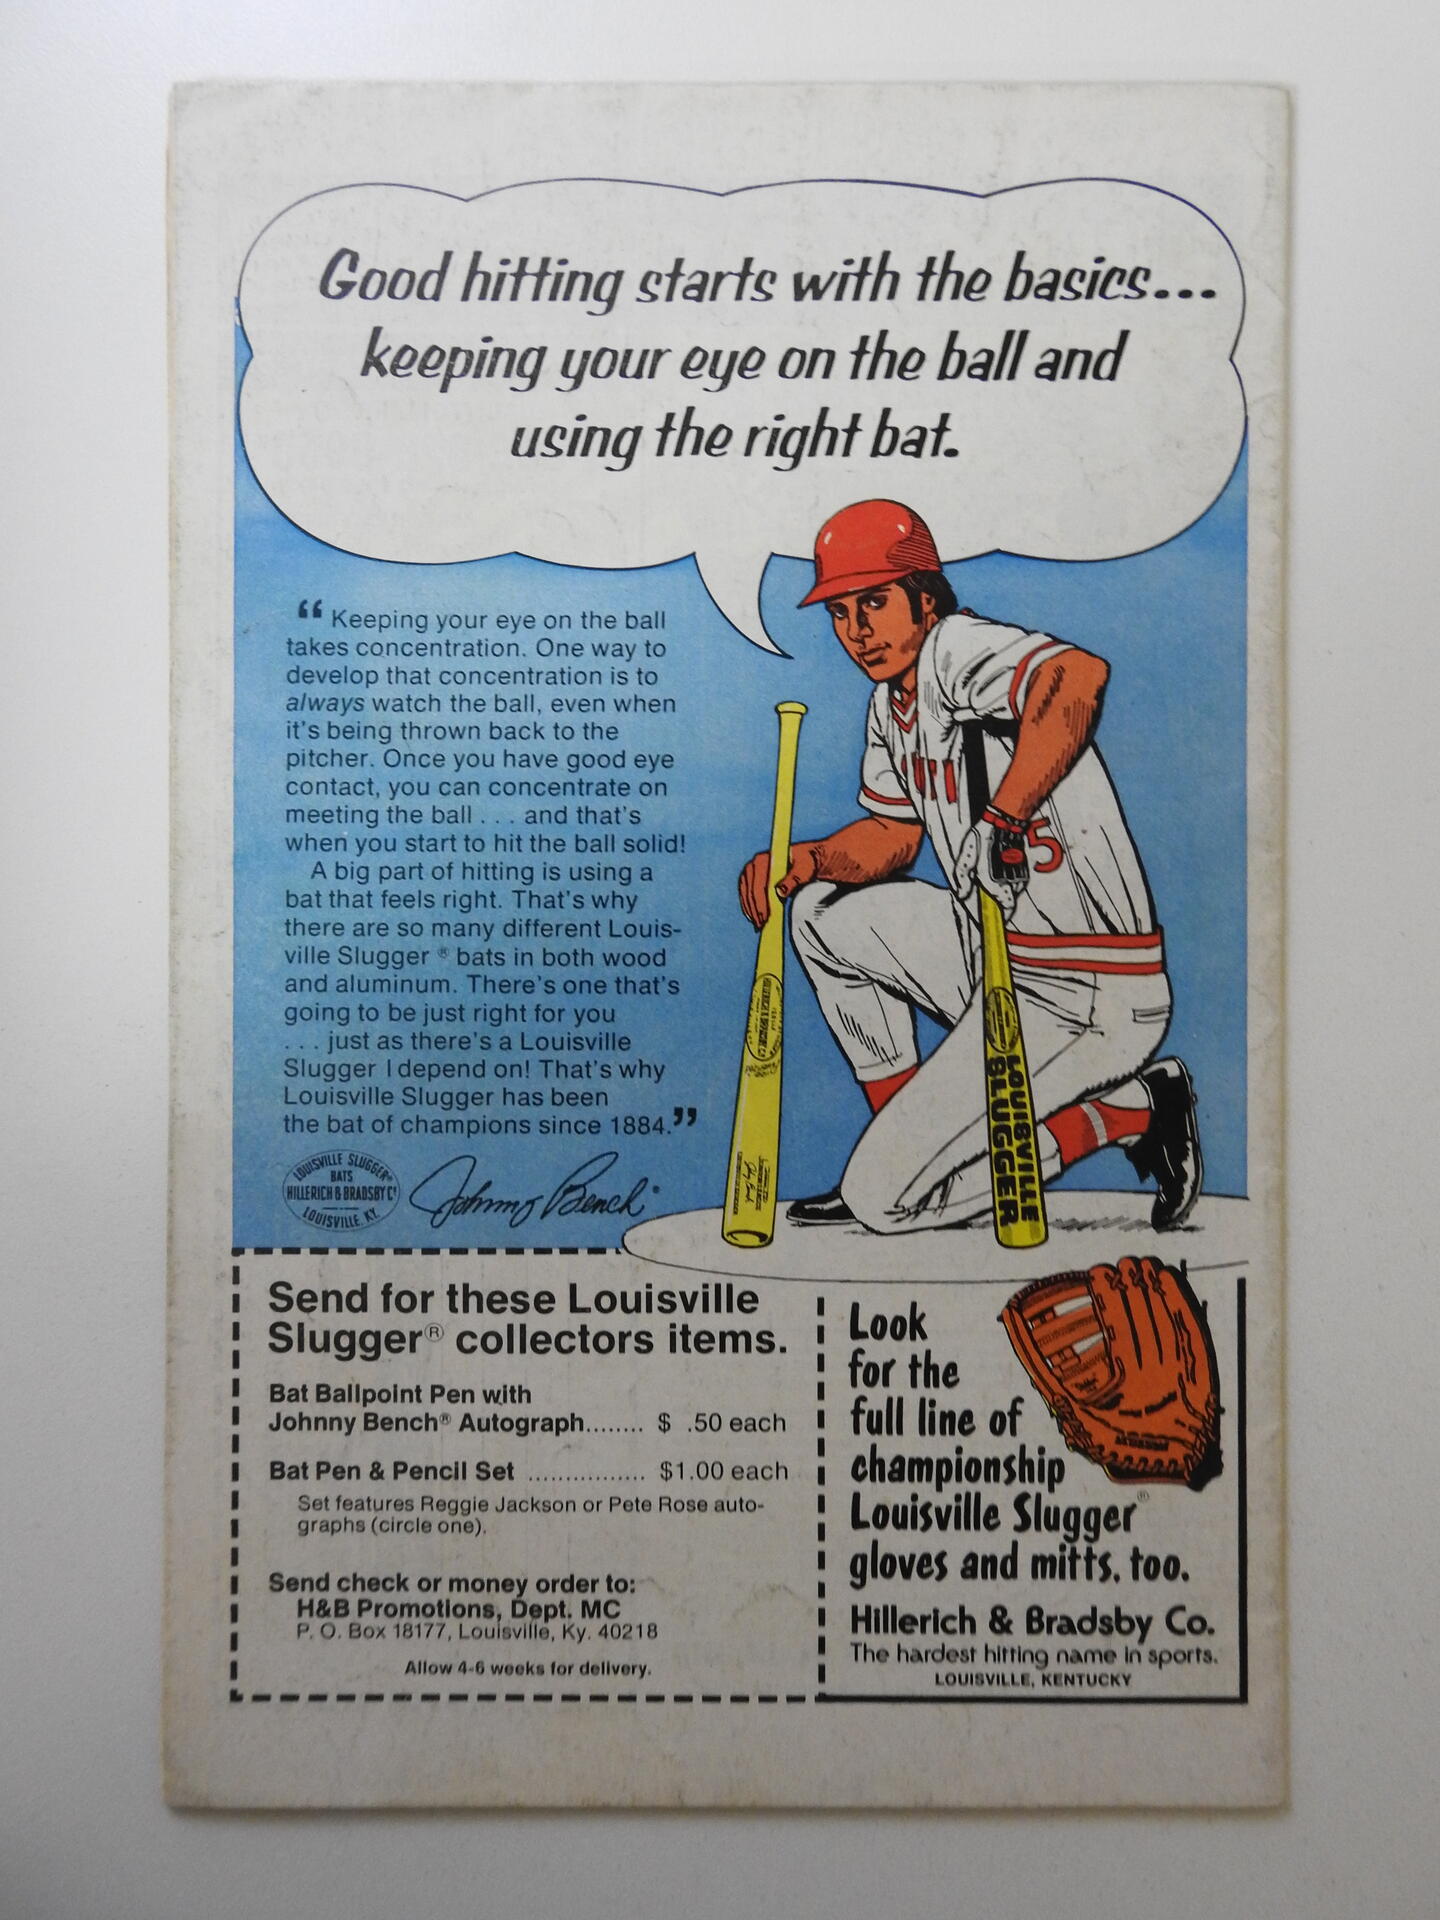 Good hitting starts with the basics...
keeping your eye on the ball and
using the right bat.
“ Keeping your eye on the ball
takes concentration. One way to
develop that concentration is to
always watch the ball, even when
it's being thrown back to the
pitcher. Once you have good eye
contact, you can concentrate on
meeting the ball . . . and that's
when you start to hit the ball solid!
A big part of hitting is using a
bat that feels right. That's why
there are so many different Louis-
ville Slugger ® bats in both wood
and aluminum. There's one that's
going to be just right for you
. . . just as there's a Louisville
Slugger I depend on! That's why
Louisville Slugger has been
the bat of champions since 1884.”
LOUISVILLE SLUGGER®
BATS
HILLERICH & BRADSBY Cº
LOUISVILLE. KY.
Johnny Bench
5
LOUISVILLE
SLUGGER
Send for these Louisville
Slugger® collectors items.
Bat Ballpoint Pen with
Johnny Bench® Autograph........ $ .50 each
Bat Pen & Pencil Set ................ $1.00 each
Set features Reggie Jackson or Pete Rose auto-
graphs (circle one).
Send check or money order to:
H&B Promotions, Dept. MC
P. O. Box 18177, Louisville, Ky. 40218
Allow 4-6 weeks for delivery.
Look
for the
full line of
championship
Louisville Slugger®
gloves and mitts, too.
Hillerich & Bradsby Co.
The hardest hitting name in sports.
LOUISVILLE, KENTUCKY